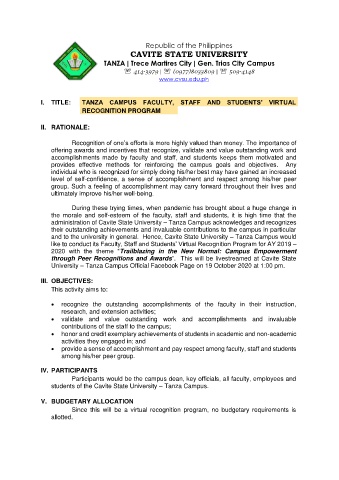 Republic of the Philippines
CAVITE STATE UNIVERSITY
TANZA | Trece Martires City | Gen. Trias City Campus
☏ 414-3979 | ☏ (0977/8035809 | ☏ 509-4148
www.cvsu.edu.ph
I. TITLE: TANZA CAMPUS FACULTY, STAFF AND STUDENTS' VIRTUAL
RECOGNITION PROGRAM
II. RATIONALE:
Recognition of one's efforts is more highly valued than money. The importance of
offering awards and incentives that recognize, validate and value outstanding work and
accomplishments made by faculty and staff, and students keeps them motivated and
provides effective methods for reinforcing the campus goals and objectives. Any
individual who is recognized for simply doing his/her best may have gained an increased
level of self-confidence, a sense of accomplishment and respect among his/her peer
group. Such a feeling of accomplishment may carry forward throughout their lives and
ultimately improve his/her well-being.
During these trying times, when pandemic has brought about a huge change in
the morale and self-esteem of the faculty, staff and students, it is high time that the
administration of Cavite State University – Tanza Campus acknowledges and recognizes
their outstanding achievements and invaluable contributions to the campus in particular
and to the university in general. Hence, Cavite State University – Tanza Campus would
like to conduct its Faculty, Staff and Students' Virtual Recognition Program for AY 2019 –
2020 with the theme "Trailblazing in the New Normal: Campus Empowerment
through Peer Recognitions and Awards". This will be livestreamed at Cavite State
University – Tanza Campus Official Facebook Page on 19 October 2020 at 1:00 pm.
III. OBJECTIVES:
This activity aims to:
• recognize the outstanding accomplishments of the faculty in their instruction,
research, and extension activities;
• validate and value outstanding work and accomplishments and invaluable
contributions of the staff to the campus;
• honor and credit exemplary achievements of students in academic and non-academic
activities they engaged in; and
• provide a sense of accomplishment and pay respect among faculty, staff and students
among his/her peer group.
IV. PARTICIPANTS
Participants would be the campus dean, key officials, all faculty, employees and
students of the Cavite State University – Tanza Campus.
V. BUDGETARY ALLOCATION
Since this will be a virtual recognition program, no budgetary requirements is
allotted.